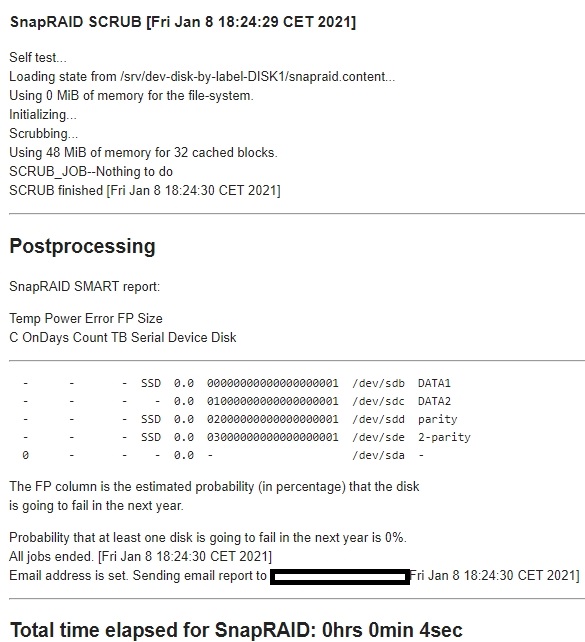 SnapRAID SCRUB [Fri Jan 8 18:24:29 CET 2021]
Self test...
Loading state from /srv/dev-disk-by-label-DISK1/snapraid.content...
Using 0 MiB of memory for the file-system.
Initializing...
Scrubbing...
Using 48 MiB of memory for 32 cached blocks.
SCRUB_JOB--Nothing to do
SCRUB finished [Fri Jan 8 18:24:30 CET 2021]
Postprocessing
SnapRAID SMART report:
Temp Power Error FP Size
C OnDays Count TB Serial Device Disk
- - - SSD 0.0 00000000000000000001 /dev/sdb DATA1
- - - - 0.0 01000000000000000001 /dev/sdc DATA2
- - - SSD 0.0 02000000000000000001 /dev/sdd parity
- - - SSD 0.0 03000000000000000001 /dev/sde 2-parity
0 - - - 0.0 - /dev/sda -
The FP column is the estimated probability (in percentage) that the disk
is going to fail in the next year.
Probability that at least one disk is going to fail in the next year is 0%.
All jobs ended. [Fri Jan 8 18:24:30 CET 2021]
Email address is set. Sending email report to Fri Jan 8 18:24:30 CET 2021]
Total time elapsed for SnapRAID: 0hrs 0min 4sec